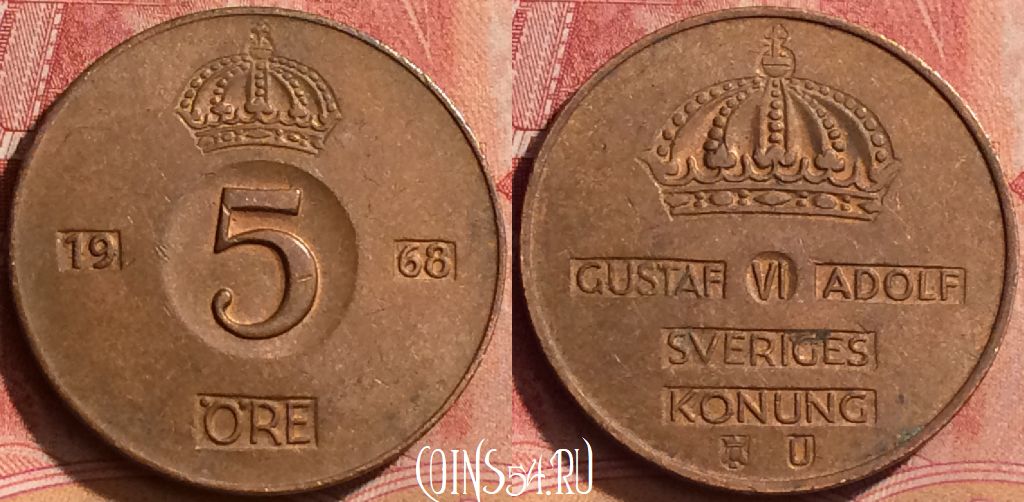 5
19 68
ÖRE
GUSTAF VI ADOLF
SVERIGES
KONUNG
U
COINS54.RU